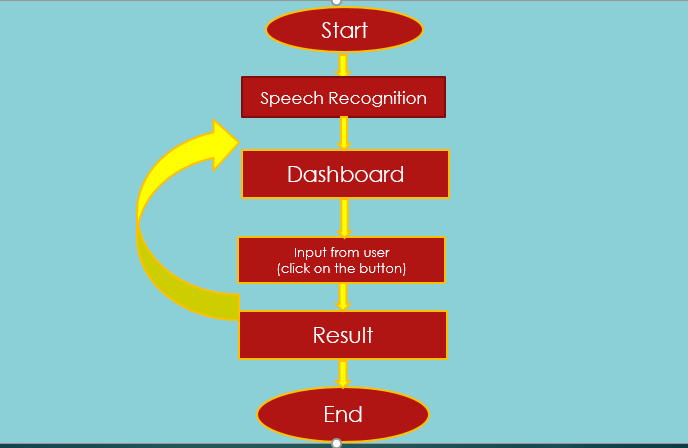 Start
Speech Recognition
Dashboard
Input from user
(click on the button)
Result
End